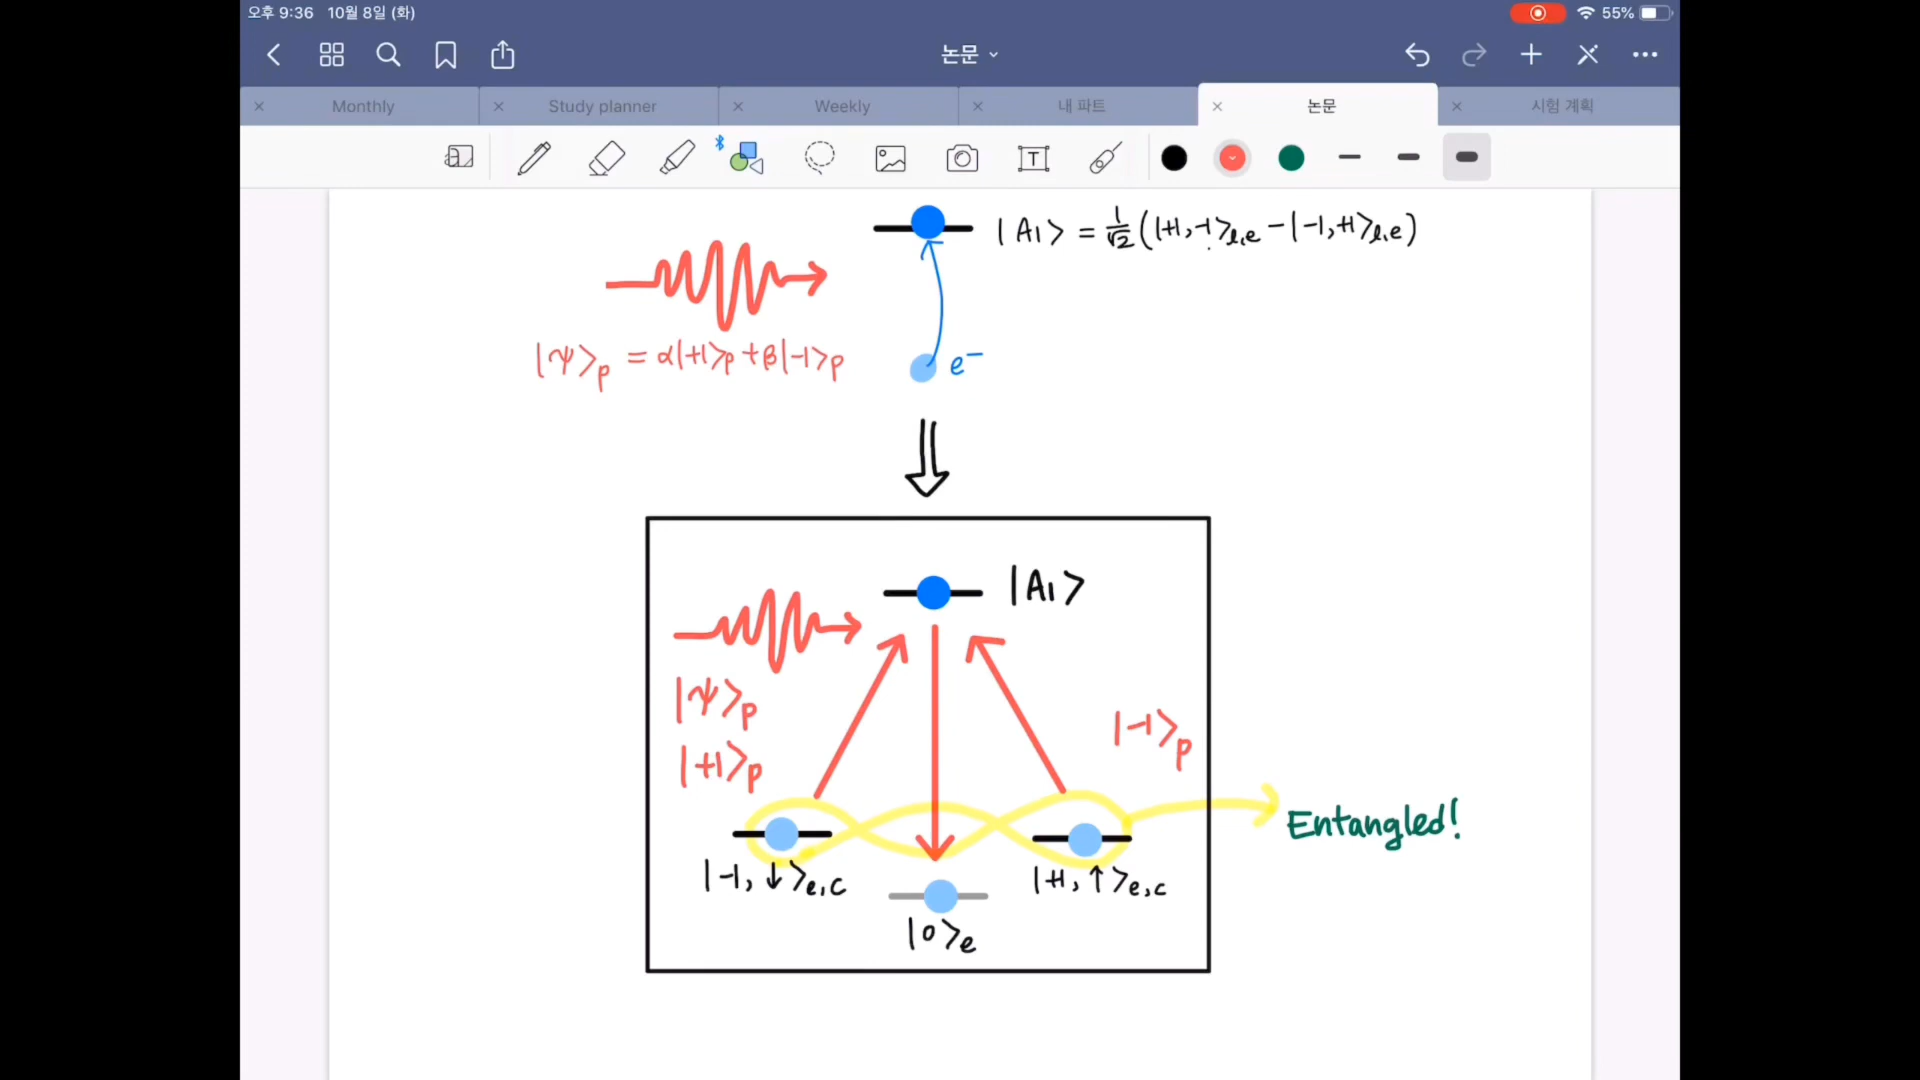 오후 9:36 10월 8일 (화)
55%
논문
Monthly
Study planner
Weekly
내 파트
논문
시험 계획
|A1> = 1/√2 (|+1,-1>ℓ,e - |-1,+1>ℓ,e)
|ψ>p = α|+1>p + β|-1>p
e⁻
|A1>
|ψ>p
|+1>p
|-1>p
Entangled!
|-1,↓>e,c
|+1,↑>e,c
|0>e